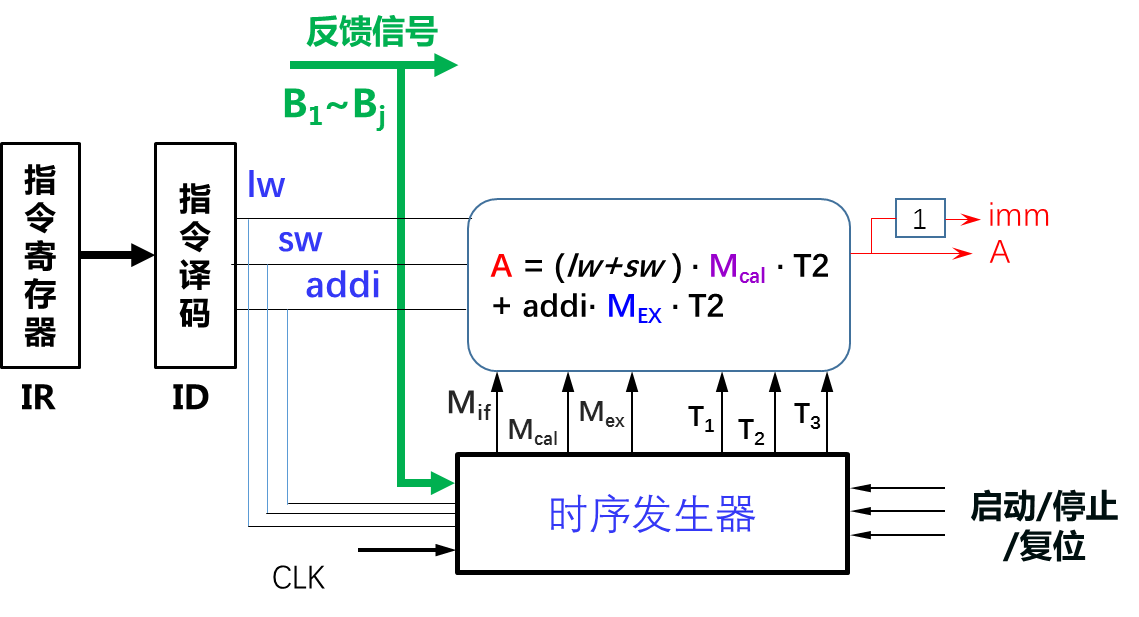 反馈信号
B1~Bj
指令寄存器
IR
指令译码
ID
lw
sw
addi
A = (lw+sw) · Mcal · T2
+ addi· MEX · T2
1
imm
A
Mif
Mcal
Mex
T1
T2
T3
时序发生器
CLK
启动/停止
/复位